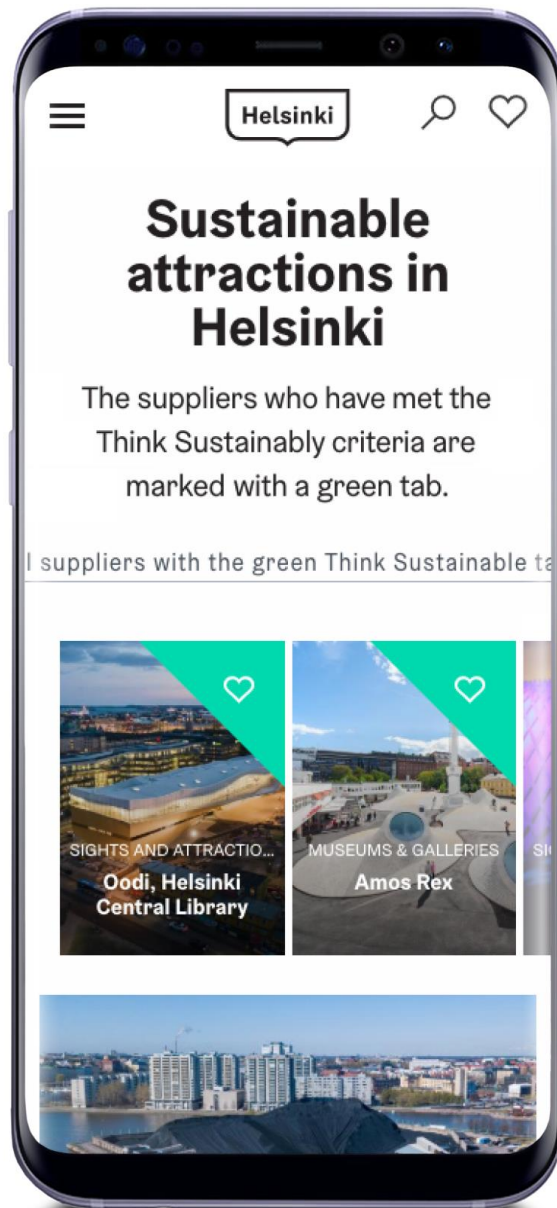 Helsinki
Sustainable
attractions in
Helsinki
The suppliers who have met the
Think Sustainably criteria are
marked with a green tab.
suppliers with the green Think Sustainable
SIGHTS AND ATTRACTIO...
Oodi, Helsinki
Central Library
MUSEUMS & GALLERIES
Amos Rex